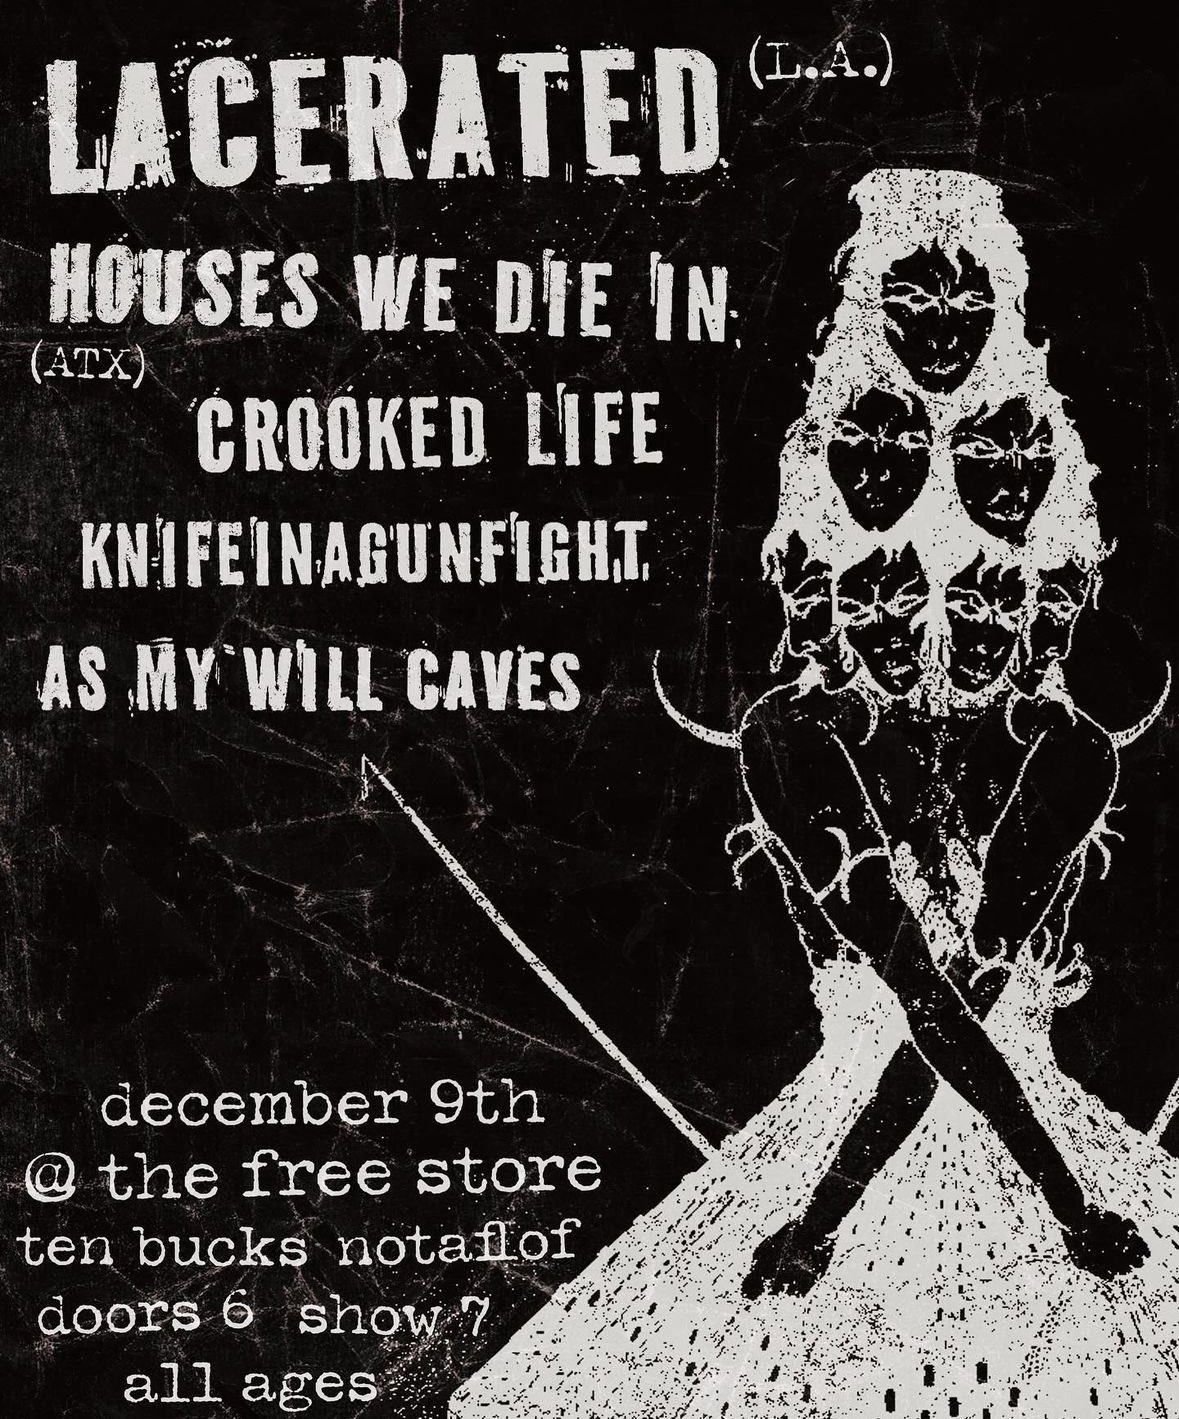 LACERATED (L.A.)
HOUSES WE DIE IN
(ATX)
CROOKED LIFE
KNIFEINAGUNFIGHT
AS MY WILL CAVES
december 9th
@ the free store
ten bucks notaflof
doors 6 show 7
all ages